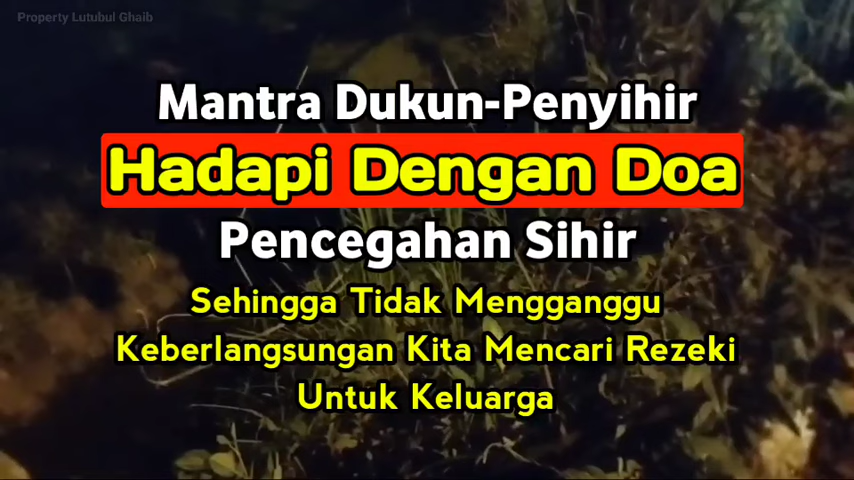 Property Lutubul Ghaib
Mantra Dukun-Penyihir
Hadapi Dengan Doa
Pencegahan Sihir
Sehingga Tidak Mengganggu
Keberlangsungan Kita Mencari Rezeki
Untuk Keluarga